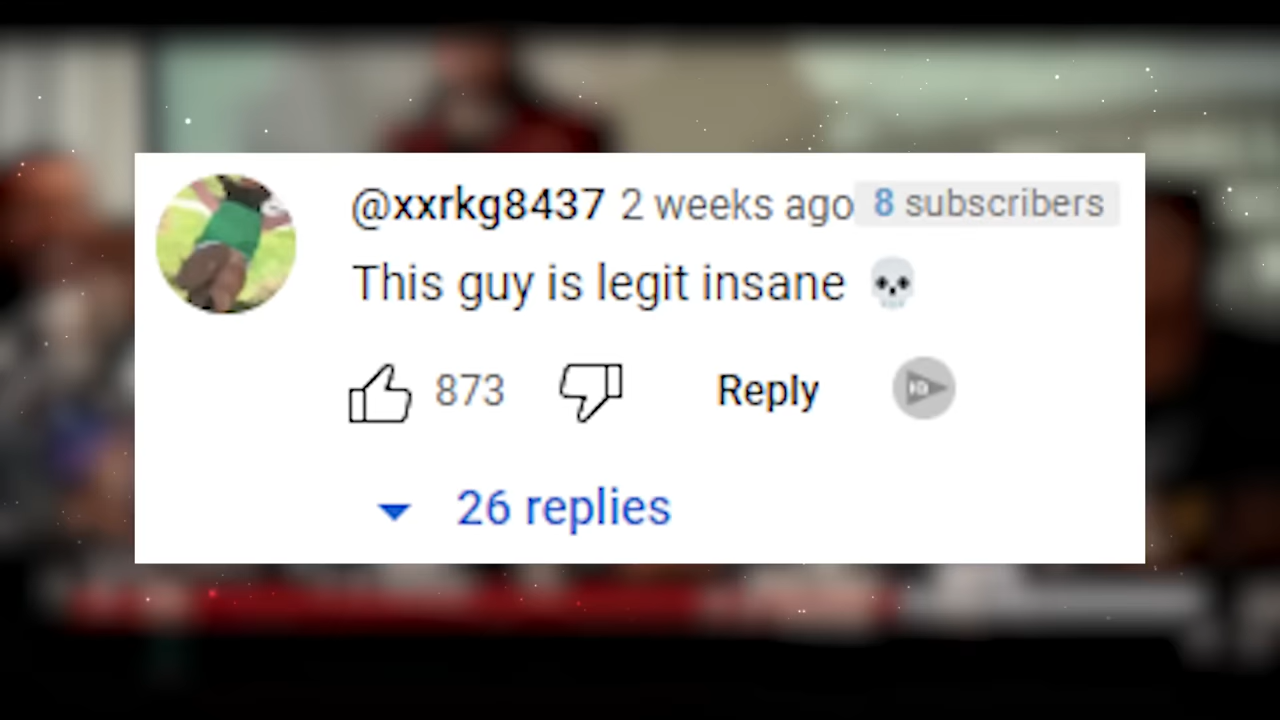 @xxrkg8437 2 weeks ago 8 subscribers
This guy is legit insane 💀
873 Reply
26 replies